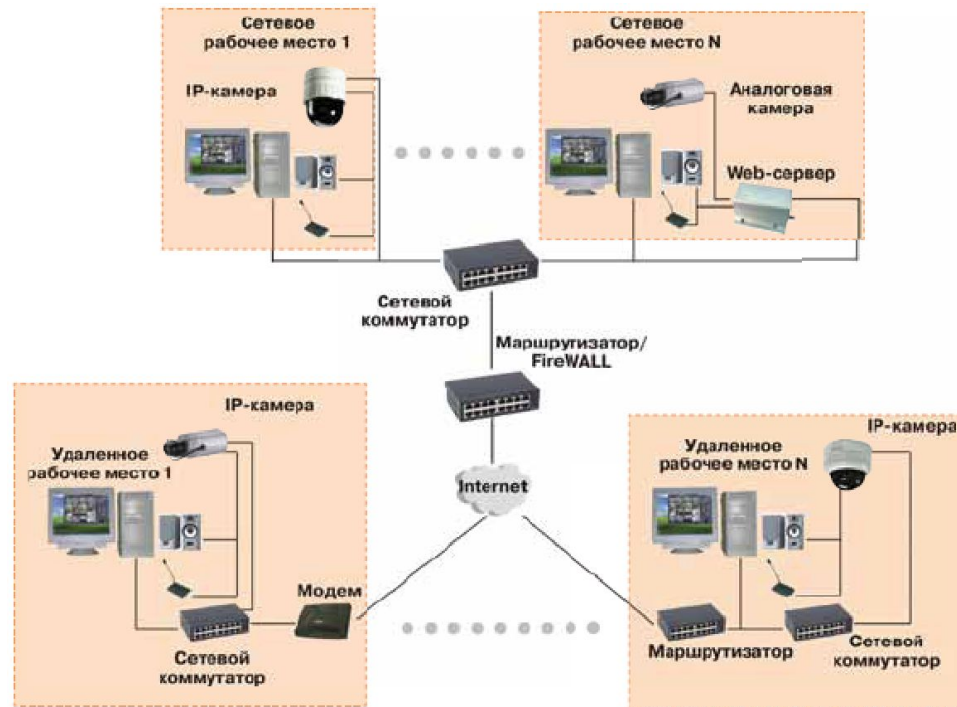 Сетевое
рабочее место 1
IP-камера
Сетевое
рабочее место N
Аналоговая
камера
Web-сервер
Сетевой
коммутатор
Маршрутизатор/
FireWALL
IP-камера
Удаленное
рабочее место 1
Модем
Сетевой
коммутатор
Internet
IP-камера
Удаленное
рабочее место N
Маршрутизатор
Сетевой
коммутатор